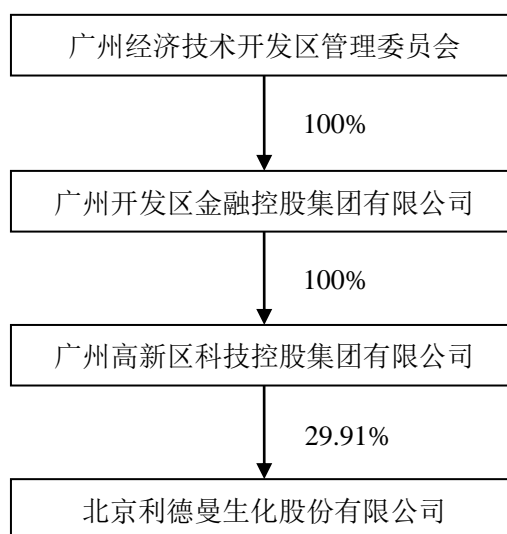 广州经济技术开发区管理委员会
100%
广州开发区金融控股集团有限公司
100%
广州高新区科技控股集团有限公司
29.91%
北京利德曼生化股份有限公司